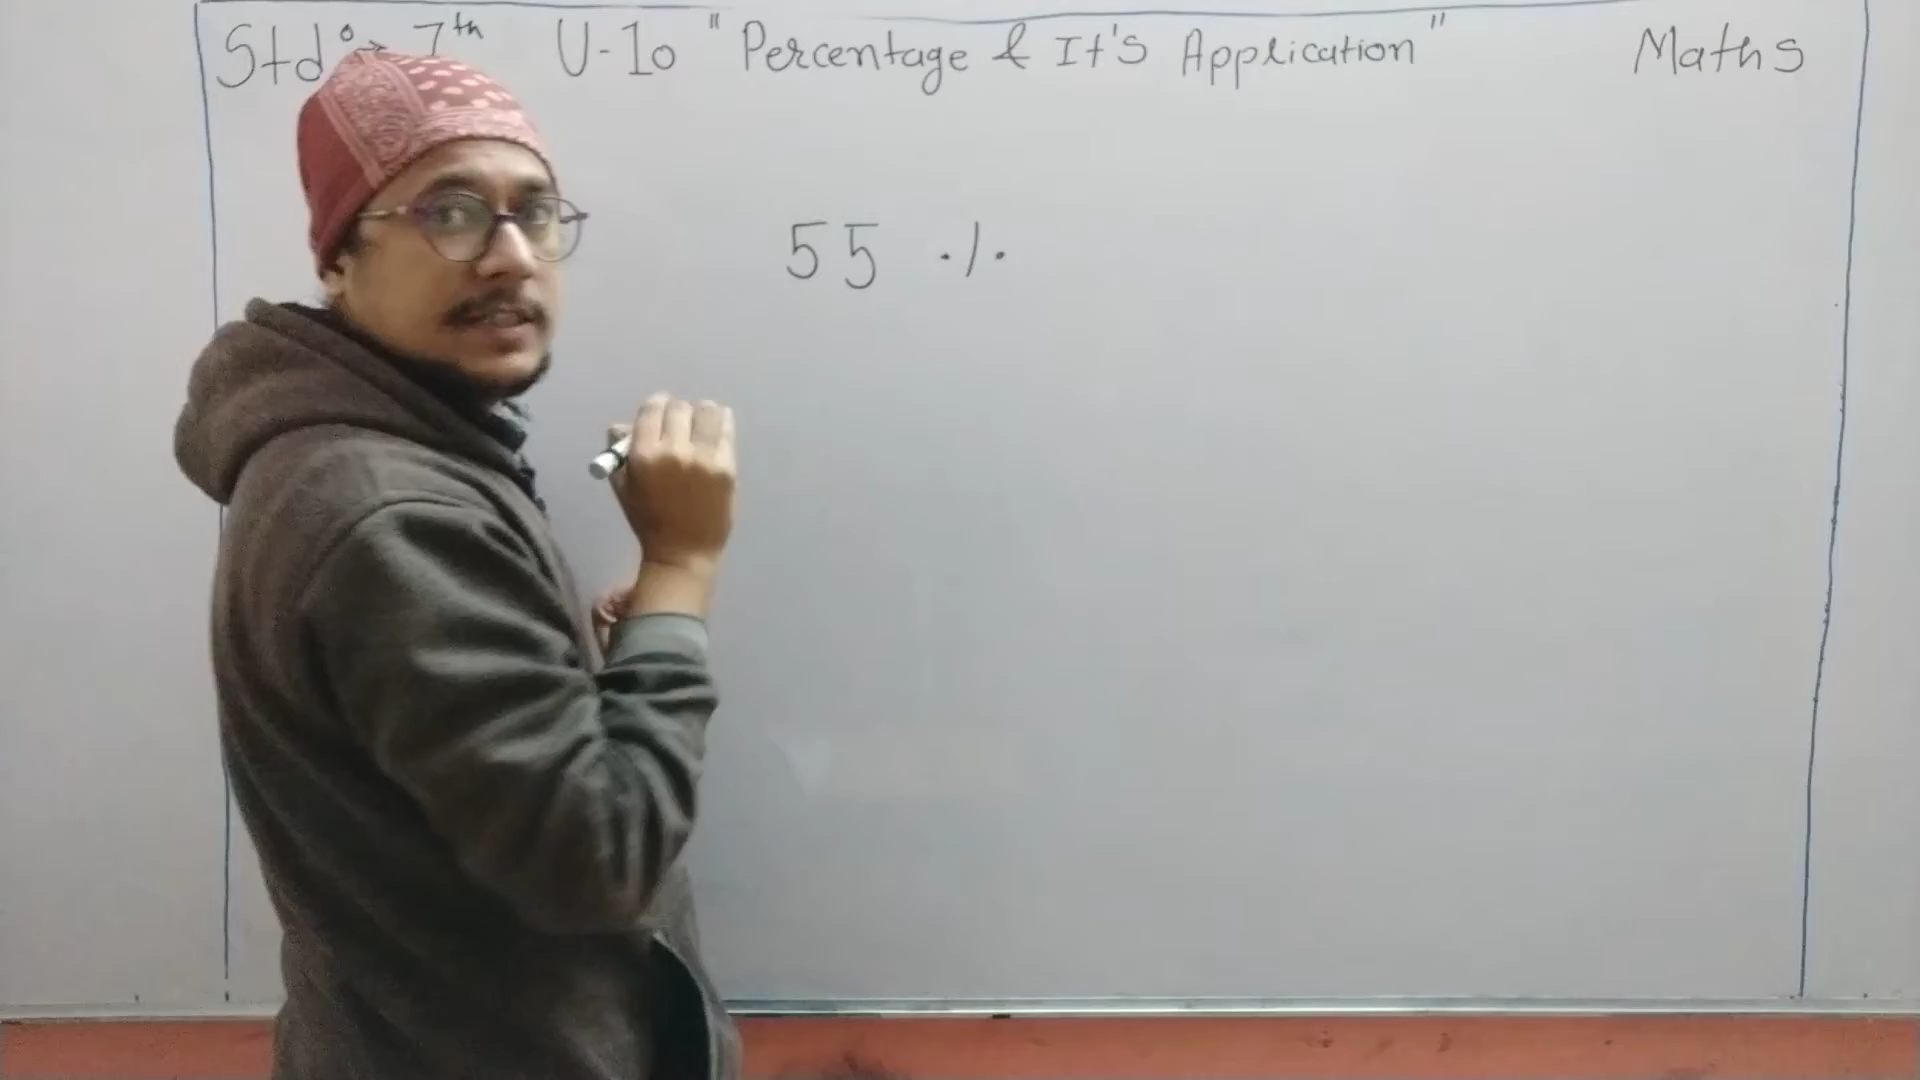 Std° → 7th U-10 "Percentage & It's Application" Maths
55 %